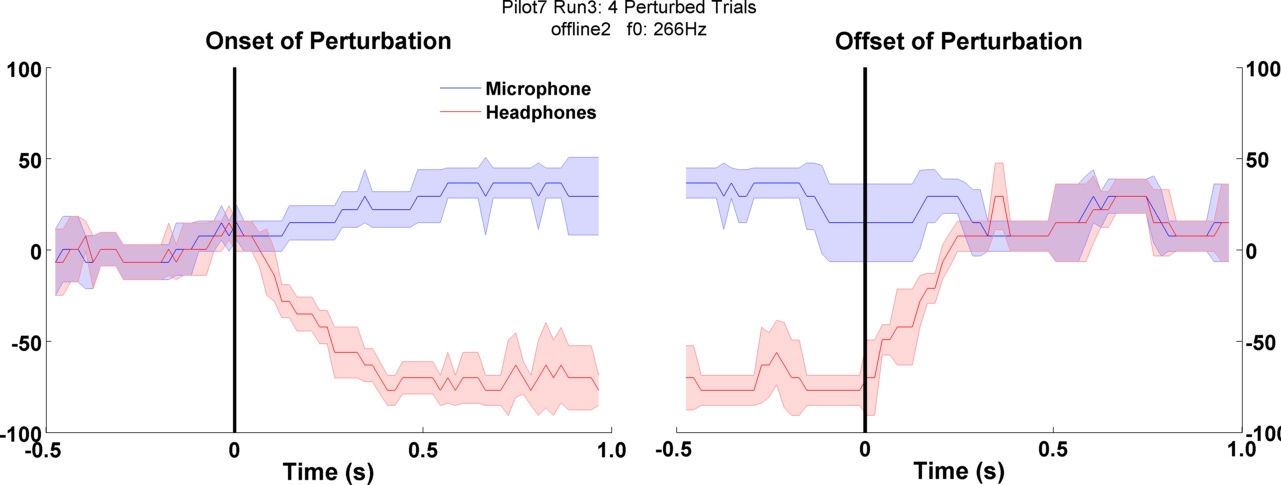 Pilot7 Run3: 4 Perturbed Trials
offline2 f0: 266Hz
Onset of Perturbation
Offset of Perturbation
100
50
0
-50
-100
Microphone
Headphones
100
50
0
-50
-100
-0.5
0
0.5
1.0
-0.5
0
0.5
1.0
Time (s)
Time (s)